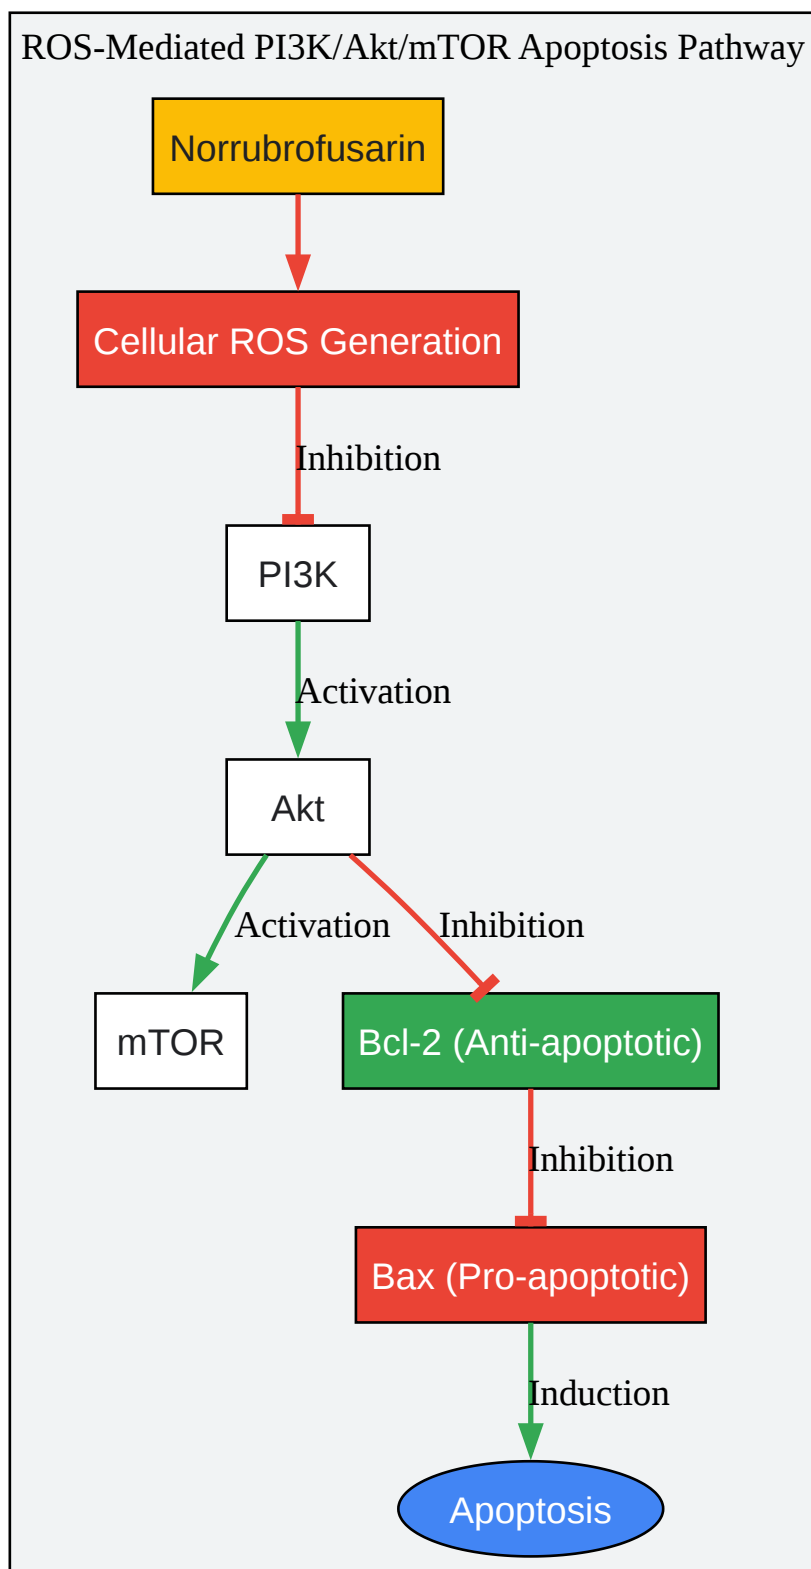 ROS-Mediated PI3K/Akt/mTOR Apoptosis Pathway
Norrubrofusarin
Cellular ROS Generation
Inhibition
PI3K
Activation
Akt
Activation
Inhibition
mTOR
Bcl-2 (Anti-apoptotic)
Inhibition
Bax (Pro-apoptotic)
Induction
Apoptosis